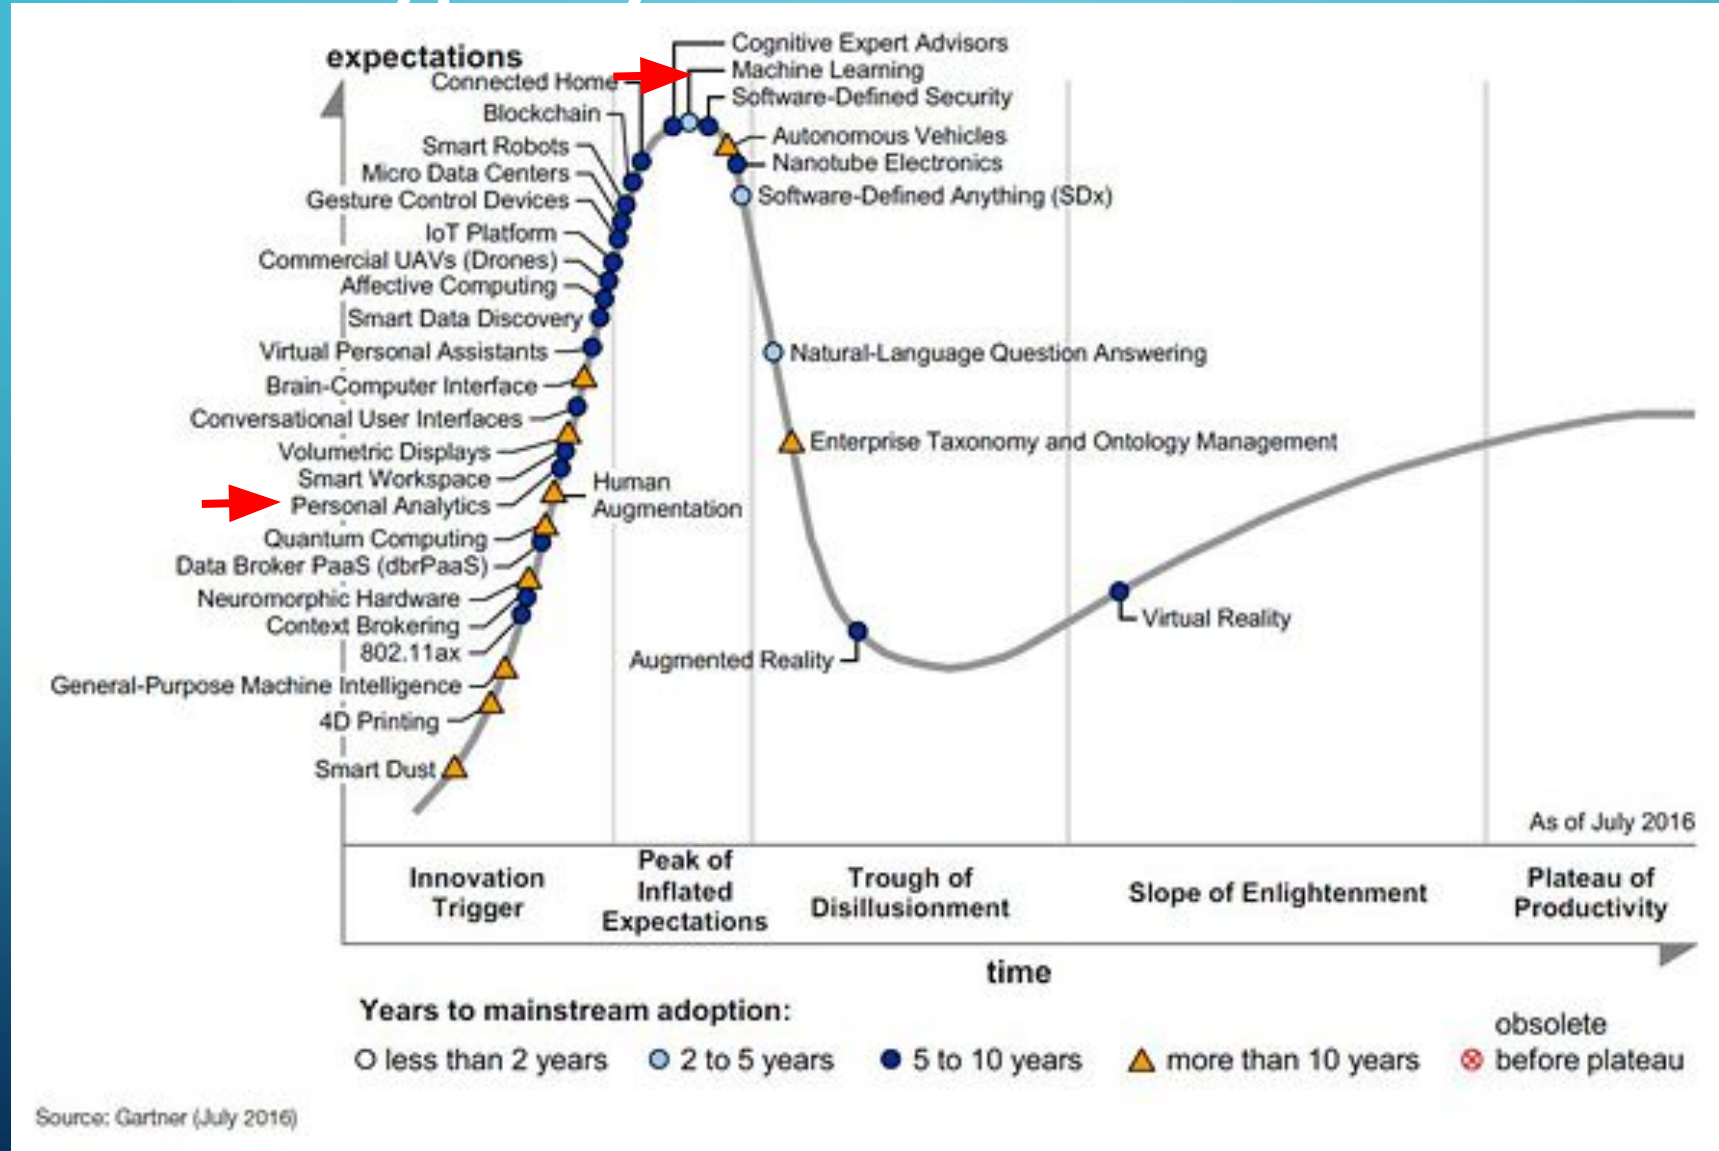 expectations
Connected Home
Blockchain
Smart Robots
Micro Data Centers
Gesture Control Devices
IoT Platform
Commercial UAVs (Drones)
Affective Computing
Smart Data Discovery
Virtual Personal Assistants
Brain-Computer Interface
Conversational User Interfaces
Volumetric Displays
Smart Workspace
Personal Analytics
Quantum Computing
Data Broker PaaS (dbrPaaS)
Neuromorphic Hardware
Context Brokering
802.11ax
General-Purpose Machine Intelligence
4D Printing
Smart Dust
Human
Augmentation
Cognitive Expert Advisors
Machine Learning
Software-Defined Security
Autonomous Vehicles
Nanotube Electronics
Software-Defined Anything (SDx)
Natural-Language Question Answering
Enterprise Taxonomy and Ontology Management
Augmented Reality
Virtual Reality
As of July 2016
Innovation
Trigger
Peak of
Inflated
Expectations
Trough of
Disillusionment
Slope of Enlightenment
Plateau of
Productivity
time
Years to mainstream adoption:
less than 2 years
2 to 5 years
5 to 10 years
more than 10 years
obsolete
before plateau
Source: Gartner (July 2016)